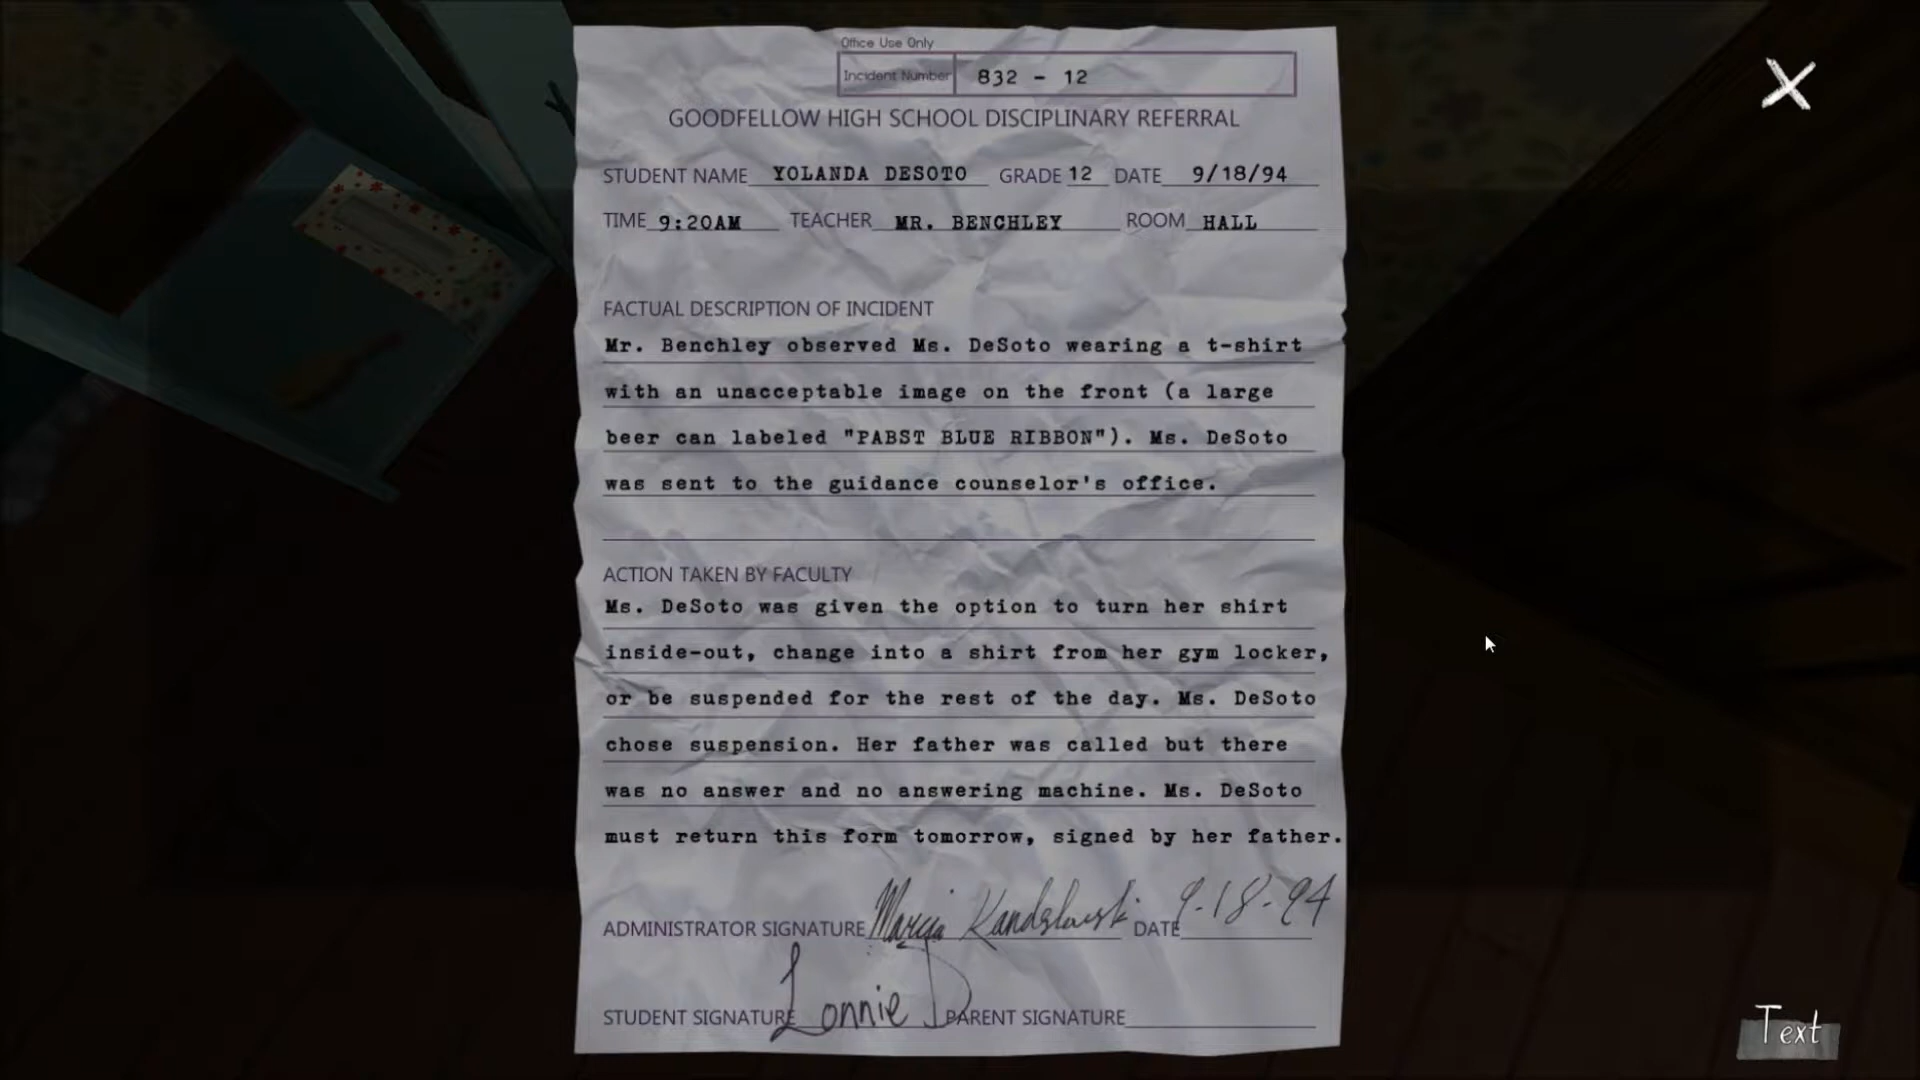 Office Use Only
Incident Number 832 - 12
GOODFELLOW HIGH SCHOOL DISCIPLINARY REFERRAL
STUDENT NAME YOLANDA DESOTO GRADE 12 DATE 9/18/94
TIME 9:20AM TEACHER MR. BENCHLEY ROOM HALL
FACTUAL DESCRIPTION OF INCIDENT
Mr. Benchley observed Ms. DeSoto wearing a t-shirt
with an unacceptable image on the front (a large
beer can labeled "PABST BLUE RIBBON"). Ms. DeSoto
was sent to the guidance counselor's office.
ACTION TAKEN BY FACULTY
Ms. DeSoto was given the option to turn her shirt
inside-out, change into a shirt from her gym locker,
or be suspended for the rest of the day. Ms. DeSoto
chose suspension. Her father was called but there
was no answer and no answering machine. Ms. DeSoto
must return this form tomorrow, signed by her father.
ADMINISTRATOR SIGNATURE Marcia DATE 9-18-94
STUDENT SIGNATURE Lonnie D PARENT SIGNATURE
Text